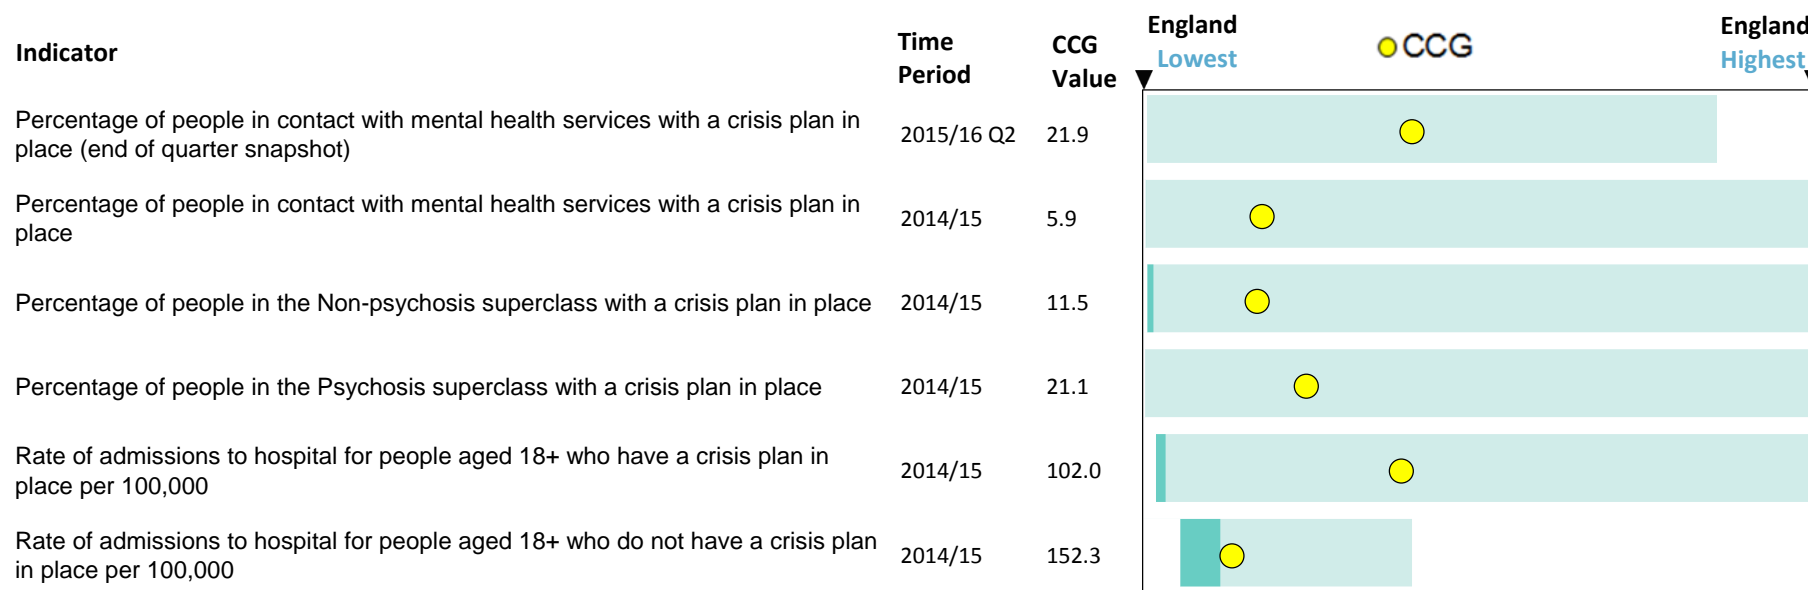 Indicator
Time
Period
CCG
Value
England
Lowest
CCG
England
Highest
Percentage of people in contact with mental health services with a crisis plan in
place (end of quarter snapshot)
2015/16 Q2
21.9
Percentage of people in contact with mental health services with a crisis plan in
place
2014/15
5.9
Percentage of people in the Non-psychosis superclass with a crisis plan in place
2014/15
11.5
Percentage of people in the Psychosis superclass with a crisis plan in place
2014/15
21.1
Rate of admissions to hospital for people aged 18+ who have a crisis plan in
place per 100,000
2014/15
102.0
Rate of admissions to hospital for people aged 18+ who do not have a crisis plan
in place per 100,000
2014/15
152.3